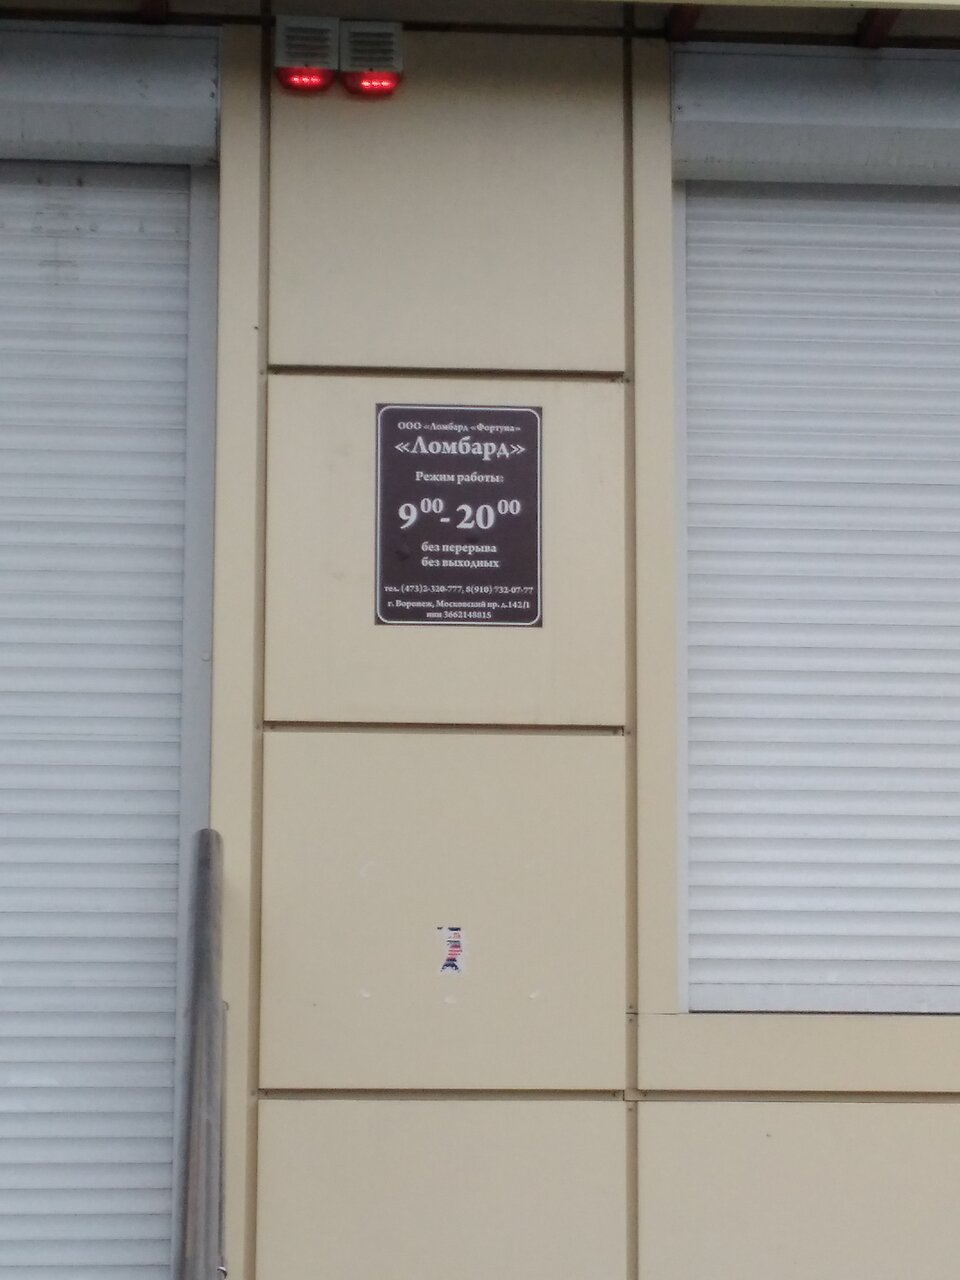 ООО «Ломбард «Фортуна»
«Ломбард»
Режим работы:
9⁰⁰- 20⁰⁰
без перерыва
без выходных
тел. (473)2-320-777, 8(910) 732-07-77
г. Воронеж, Московский пр. д.142/1
инн 3662148815